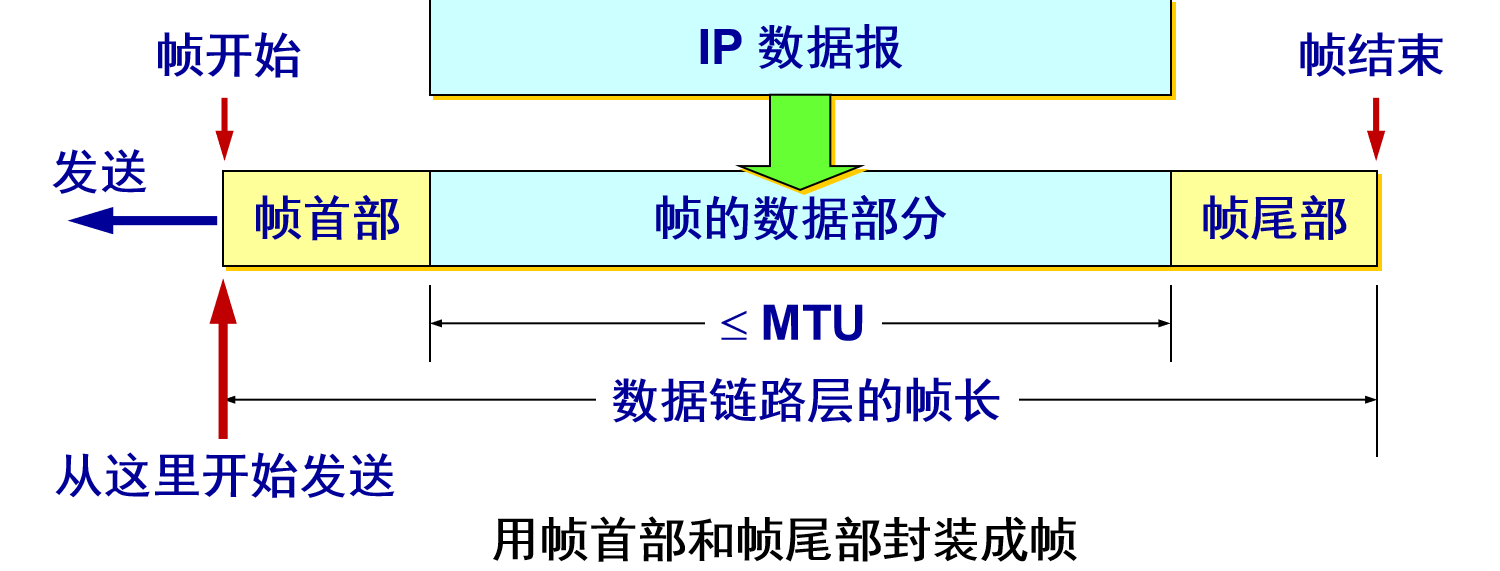 IP 数据报
帧开始
帧结束
发送
帧首部
帧的数据部分
帧尾部
≤ MTU
数据链路层的帧长
从这里开始发送
用帧首部和帧尾部封装成帧